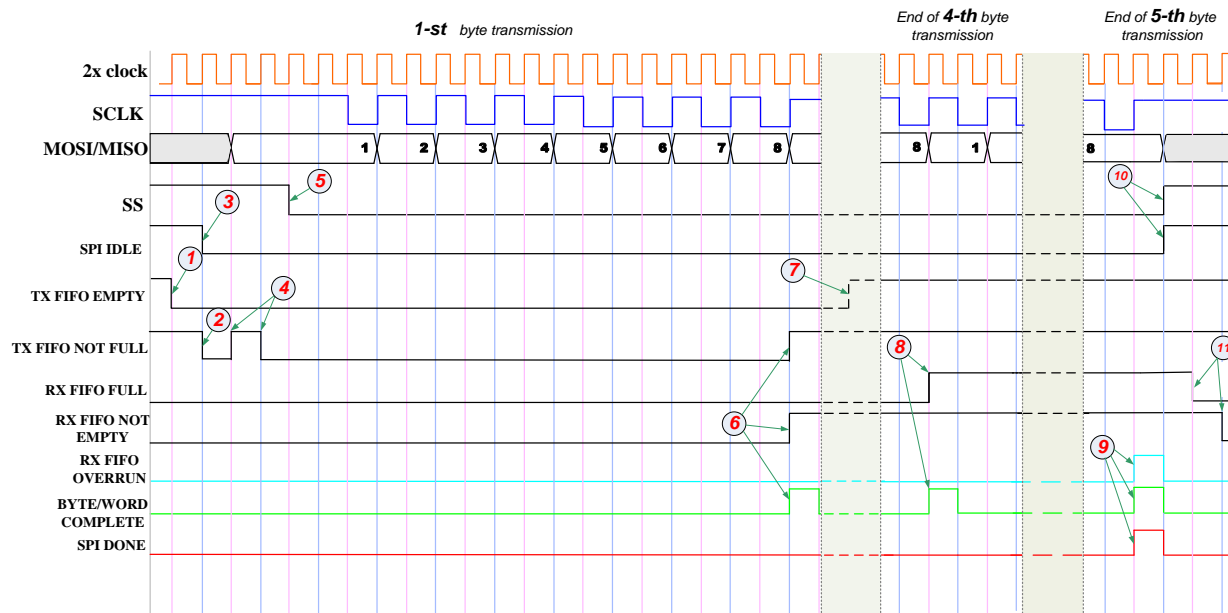 1-st byte transmission
End of 4-th byte
transmission
End of 5-th byte
transmission
2x clock
SCLK
MOSI/MISO
1 2 3 4 5 6 7 8 8 1 8
SS
5
10
3
SPI IDLE
1
TX FIFO EMPTY
4
7
2
TX FIFO NOT FULL
8
11
RX FIFO FULL
RX FIFO NOT
EMPTY
6
9
RX FIFO
OVERRUN
BYTE/WORD
COMPLETE
SPI DONE